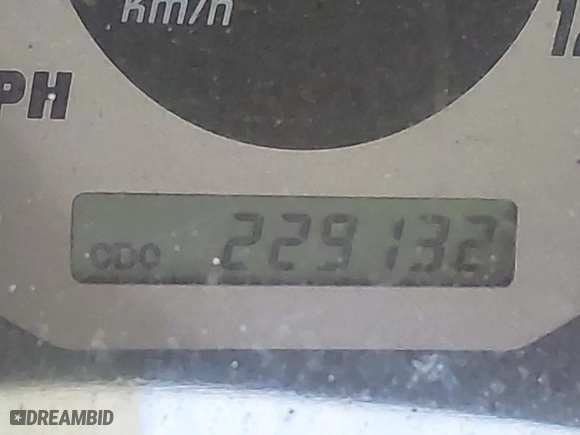 km/h
PH
ODO 229132
DREAMBID